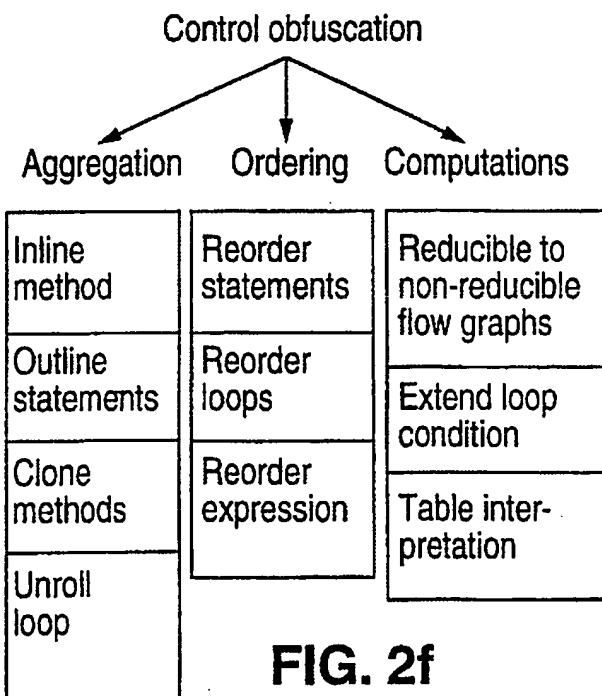 Control obfuscation
Aggregation
Ordering
Computations
Inline
method
Outline
statements
Clone
methods
Unroll
loop
Reorder
statements
Reorder
loops
Reorder
expression
Reducible to
non-reducible
flow graphs
Extend loop
condition
Table inter-
pretation
FIG. 2f